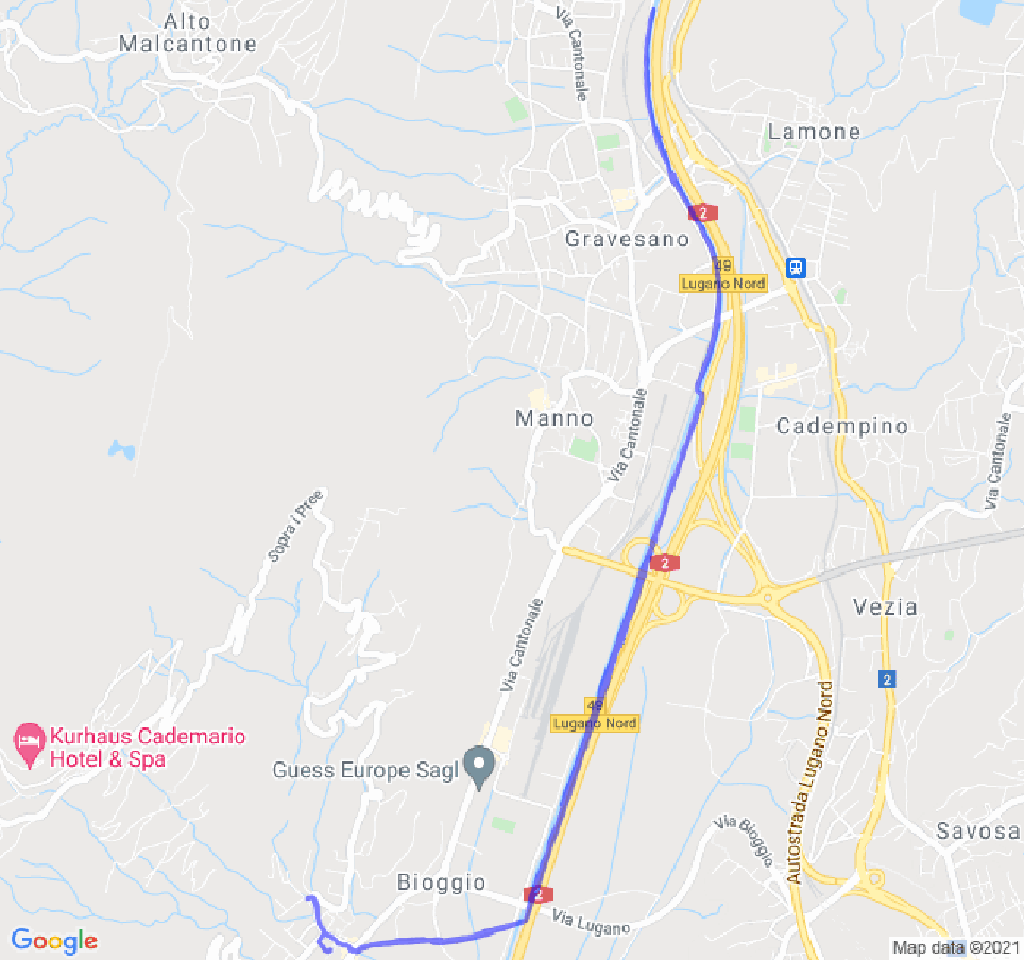 Alto
Malcantone
Via Cantonale
Lamone
2
Gravesano
49
Lugano Nord
Manno
Via Cantonale
Cadempino
Via Cantonale
Sopra i Pree
2
Vezia
Via Cantonale
2
49
Lugano Nord
Autostrada Lugano Nord
Kurhaus Cademario
Hotel & Spa
Guess Europe Sagl
Via Bioggio
Savosa
Bioggio
2
Via Lugano
Google
Map data ©2021